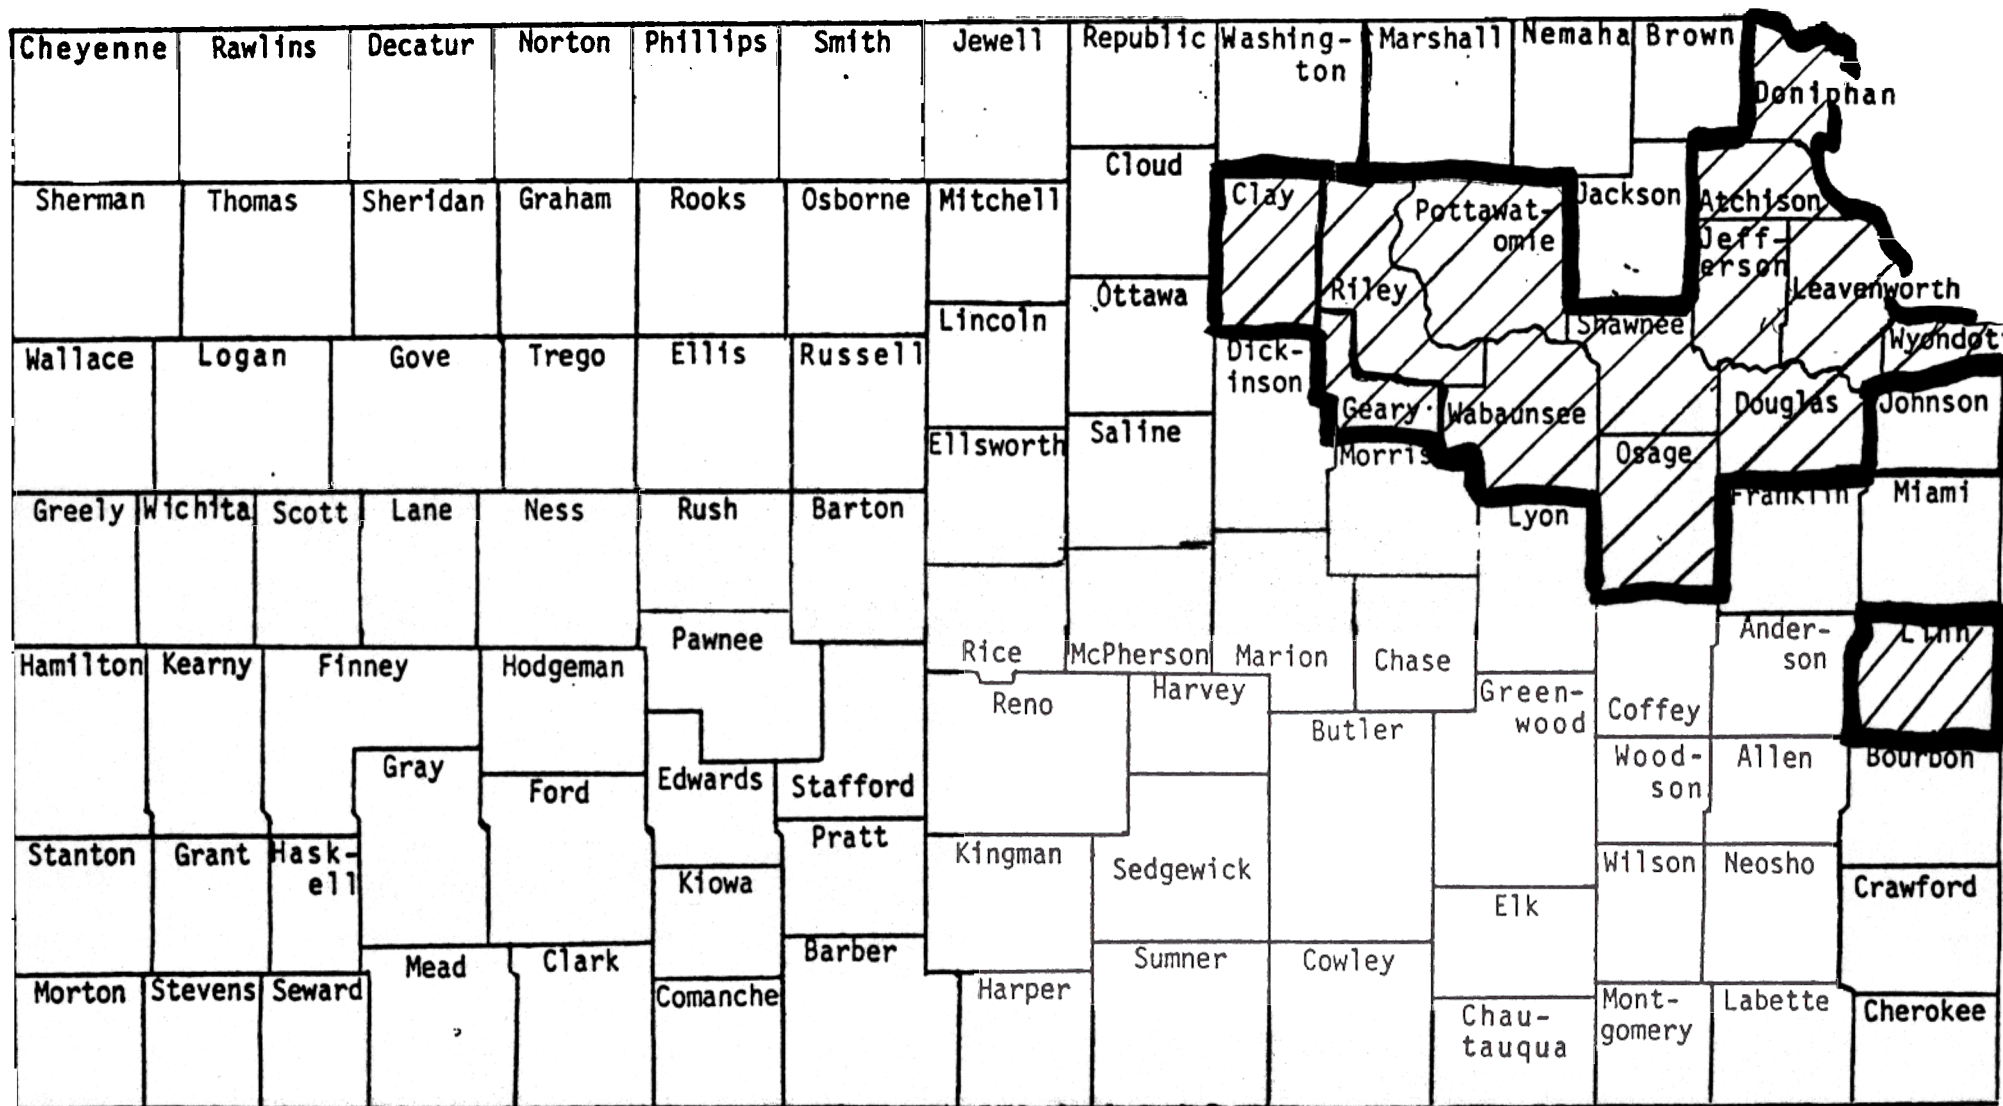 Cheyenne Rawlins Decatur Norton Phillips Smith Jewell Republic Washing- Marshall Nemaha Brown
ton
Doniphan
Cloud
Sherman Thomas Sheridan Graham Rooks Osborne Mitchell Clay Jackson Atchison
Pottawat-
omie
Jeff-
erson
Ottawa Riley Leavenworth
Lincoln Shawnee
Wyondot
Wallace Logan Gove Trego Ellis Russell Dick-
inson
Geary Wabaunsee Douglas Johnson
Ellsworth Saline Morris Osage
Greely Wichita Scott Lane Ness Rush Barton Lyon Franklin Miami
Pawnee Ander-
son
Linn
Hamilton Kearny Finney Hodgeman Rice McPherson Marion Chase
Reno Harvey Green-
wood
Coffey
Butler
Gray Ford Edwards Stafford Wood-
son
Allen Bourbon
Stanton Grant Hask-
ell
Pratt Kingman Sedgewick Wilson Neosho
Kiowa Elk Crawford
Mead Clark Barber Sumner Cowley
Morton Stevens Seward Comanche Harper Chau-
tauqua
Mont-
gomery
Labette Cherokee